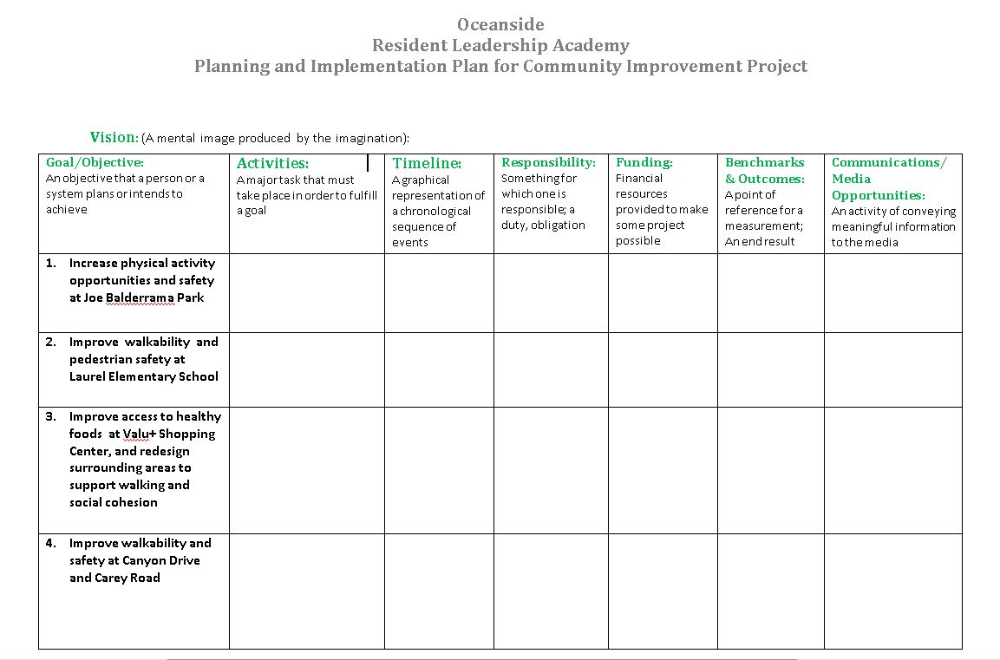 Oceanside
Resident Leadership Academy
Planning and Implementation Plan for Community Improvement Project
Vision: (A mental image produced by the imagination):
Goal/Objective:
An objective that a person or a
system plans or intends to
achieve
Activities:
A major task that must
take place in order to fulfill
a goal
Timeline:
A graphical
representation of
a chronological
sequence of
events
Responsibility:
Something for
which one is
responsible; a
duty, obligation
Funding:
Financial
resources
provided to make
some project
possible
Benchmarks
& Outcomes:
A point of
reference for a
measurement;
An end result
Communications/
Media
Opportunities:
An activity of conveying
meaningful information
to the media
1. Increase physical activity
opportunities and safety
at Joe Balderrama Park
2. Improve walkability and
pedestrian safety at
Laurel Elementary School
3. Improve access to healthy
foods at Valu+ Shopping
Center, and redesign
surrounding areas to
support walking and
social cohesion
4. Improve walkability and
safety at Canyon Drive
and Carey Road